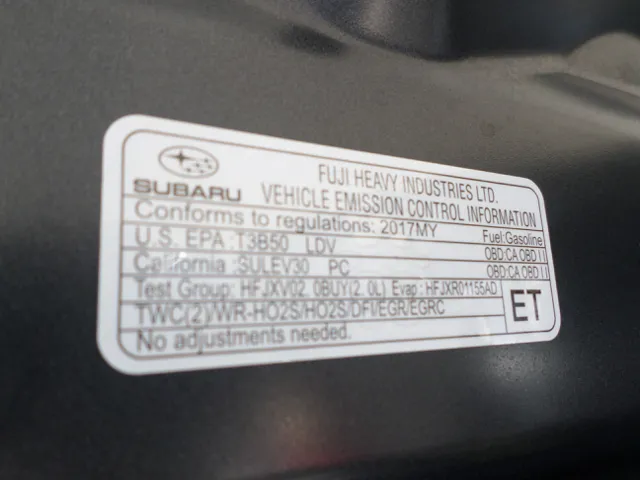 SUBARU
FUJI HEAVY INDUSTRIES LTD.
VEHICLE EMISSION CONTROL INFORMATION
Conforms to regulations: 2017MY Fuel:Gasoline
U.S. EPA :T3B50 LDV OBD:CA OBD II
California :SULEV30 PC OBD:CA OBD II
Test Group: HFJXV02.0BUY(2.0L) Evap: HFJXR01155AD
TWC(2)/WR-HO2S/HO2S/DFI/EGR/EGRC
No adjustments needed.
ET